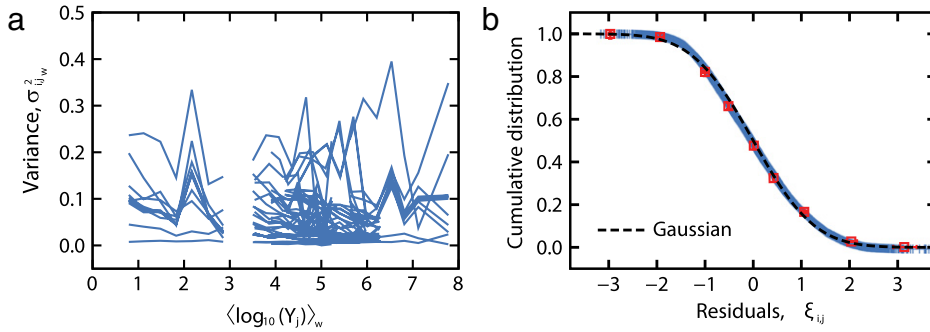 a
0.5
0.4
0.3
0.2
0.1
0.0
Variance, σ²i,jw
0 1 2 3 4 5 6 7 8
⟨log10(Yj)⟩w
b
1.0
0.8
0.6
0.4
0.2
0.0
Cumulative distribution
Gaussian
−3 −2 −1 0 1 2 3
Residuals, ξi,j